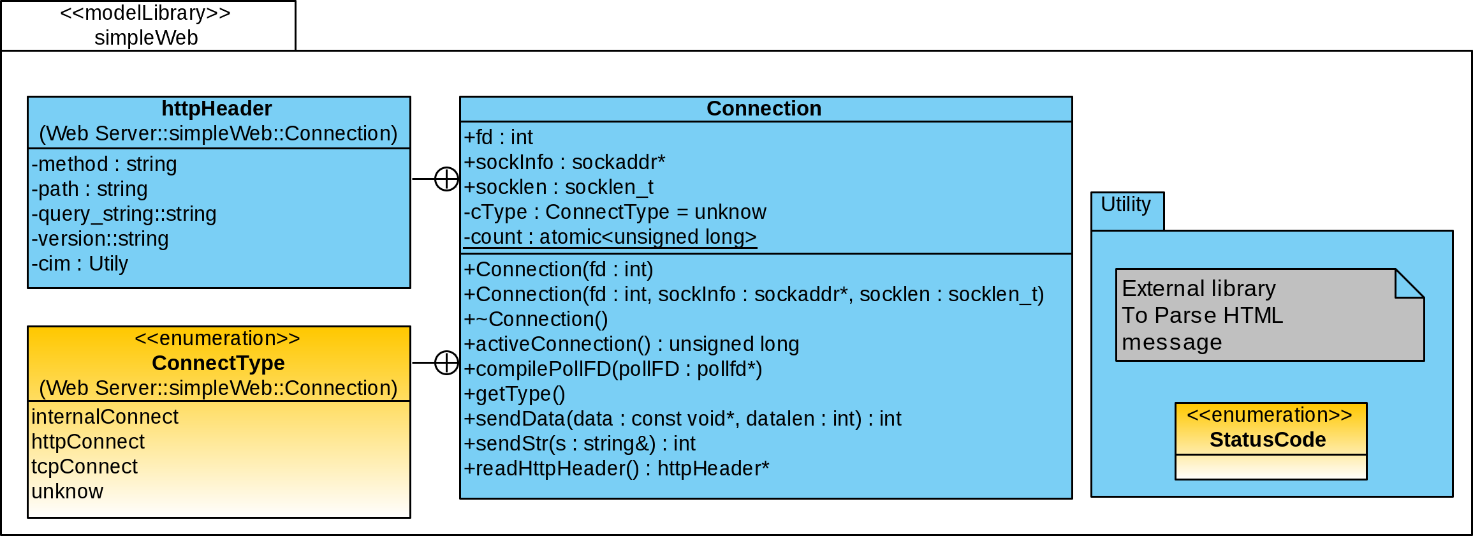 <<modelLibrary>>
simpleWeb
httpHeader
(Web Server::simpleWeb::Connection)
-method : string
-path : string
-query_string::string
-version::string
-cim : Utily
<<enumeration>>
ConnectType
(Web Server::simpleWeb::Connection)
internalConnect
httpConnect
tcpConnect
unknow
Connection
+fd : int
+sockInfo : sockaddr*
+socklen : socklen_t
-cType : ConnectType = unknow
-count : atomic<unsigned long>
+Connection(fd : int)
+Connection(fd : int, sockInfo : sockaddr*, socklen : socklen_t)
+~Connection()
+activeConnection() : unsigned long
+compilePollFD(pollFD : pollfd*)
+getType()
+sendData(data : const void*, datalen : int) : int
+sendStr(s : string&) : int
+readHttpHeader() : httpHeader*
Utility
External library
To Parse HTML
message
<<enumeration>>
StatusCode